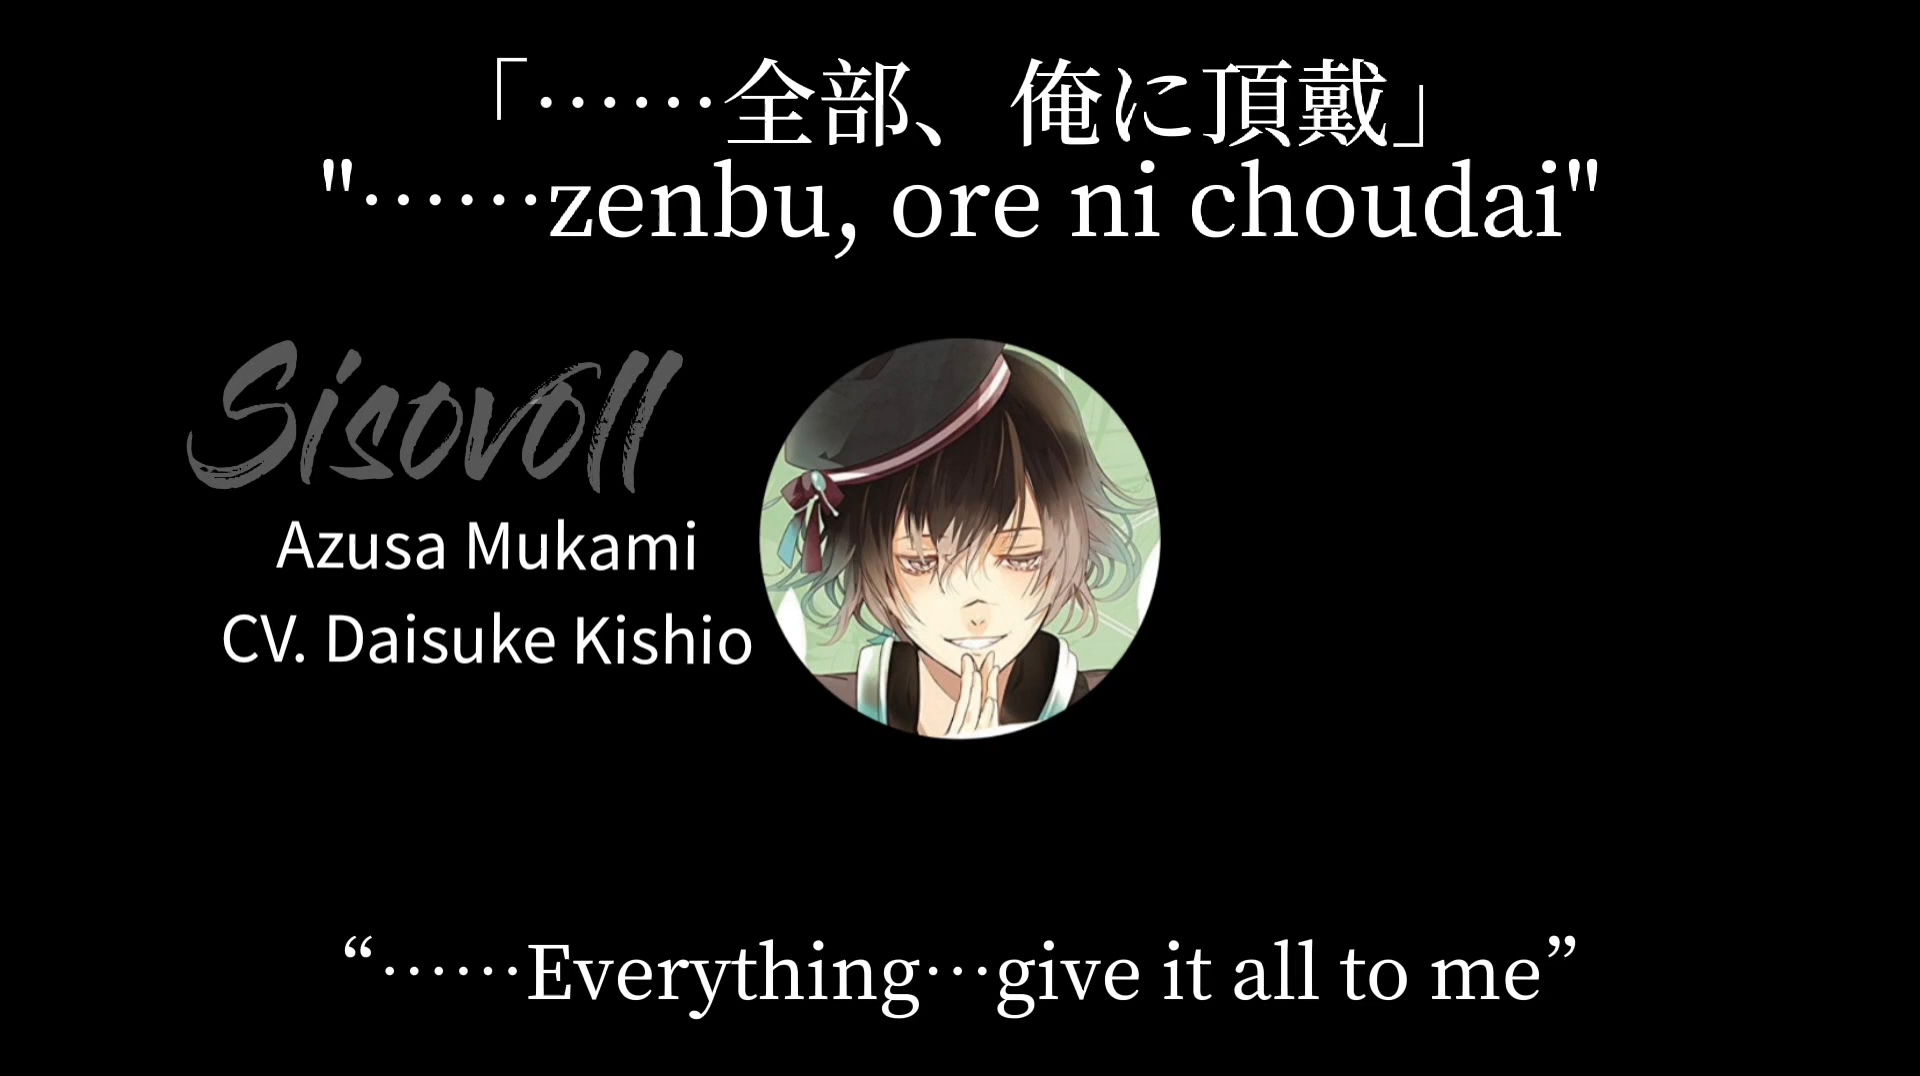 「……全部、俺に頂戴」
"……zenbu, ore ni choudai"
Sisovoll
Azusa Mukami
CV. Daisuke Kishio
“……Everything…give it all to me”